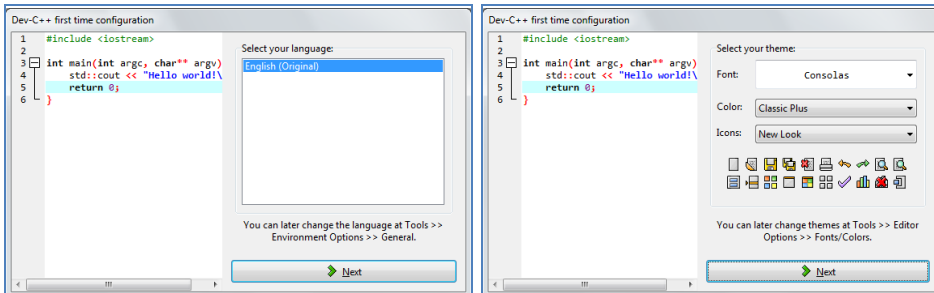 Dev-C++ first time configuration
1 #include <iostream>
2
3 int main(int argc, char** argv)
4 std::cout << "Hello world!\
5 return 0;
6 }
Select your language:
English (Original)
You can later change the language at Tools >>
Environment Options >> General.
Next
Dev-C++ first time configuration
1 #include <iostream>
2
3 int main(int argc, char** argv)
4 std::cout << "Hello world!\
5 return 0;
6 }
Select your theme:
Font: Consolas
Color: Classic Plus
Icons: New Look
You can later change themes at Tools >> Editor
Options >> Fonts/Colors.
Next